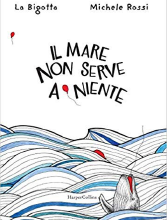 La Bigotta Michele Rossi
IL MARE
NON SERVE
A NIENTE
HarperCollins